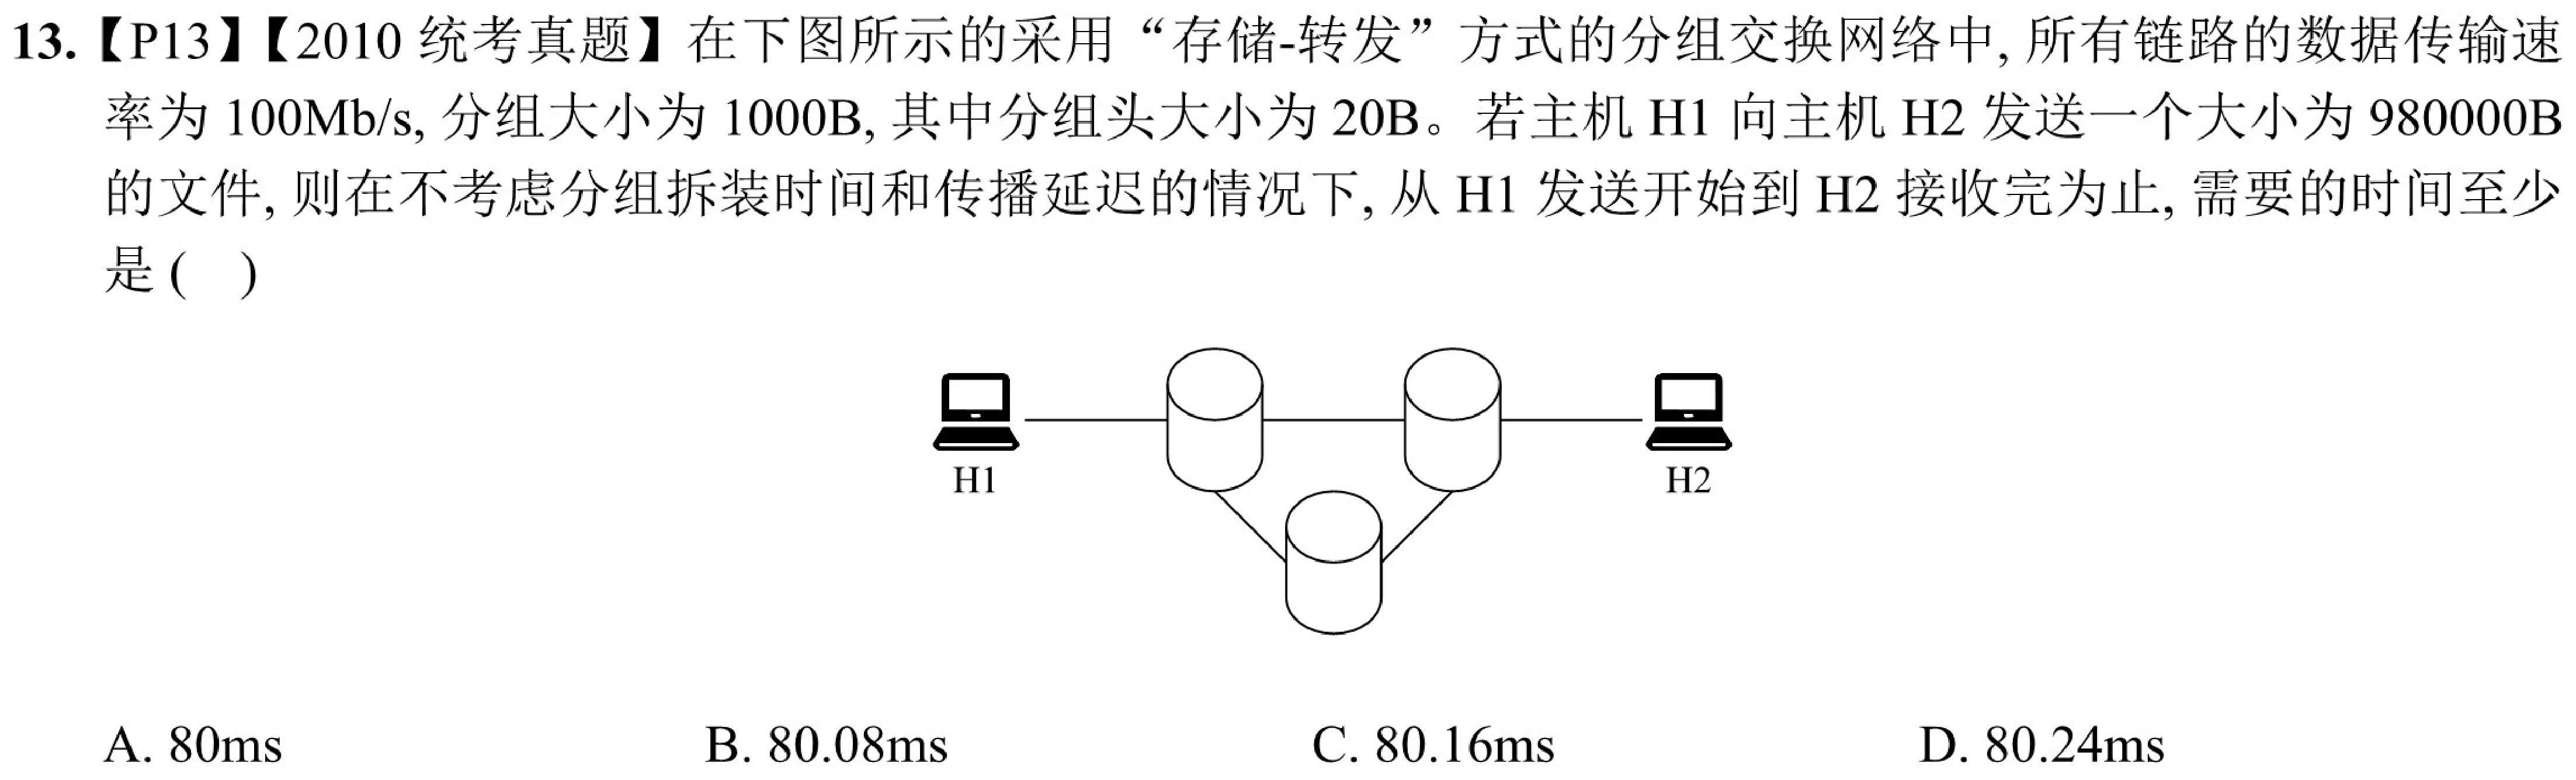 13.【P13】【2010 统考真题】在下图所示的采用“存储-转发”方式的分组交换网络中, 所有链路的数据传输速
率为 100Mb/s, 分组大小为 1000B, 其中分组头大小为 20B。若主机 H1 向主机 H2 发送一个大小为 980000B
的文件, 则在不考虑分组拆装时间和传播延迟的情况下, 从 H1 发送开始到 H2 接收完为止, 需要的时间至少
是 ( )
H1 H2
A. 80ms B. 80.08ms C. 80.16ms D. 80.24ms